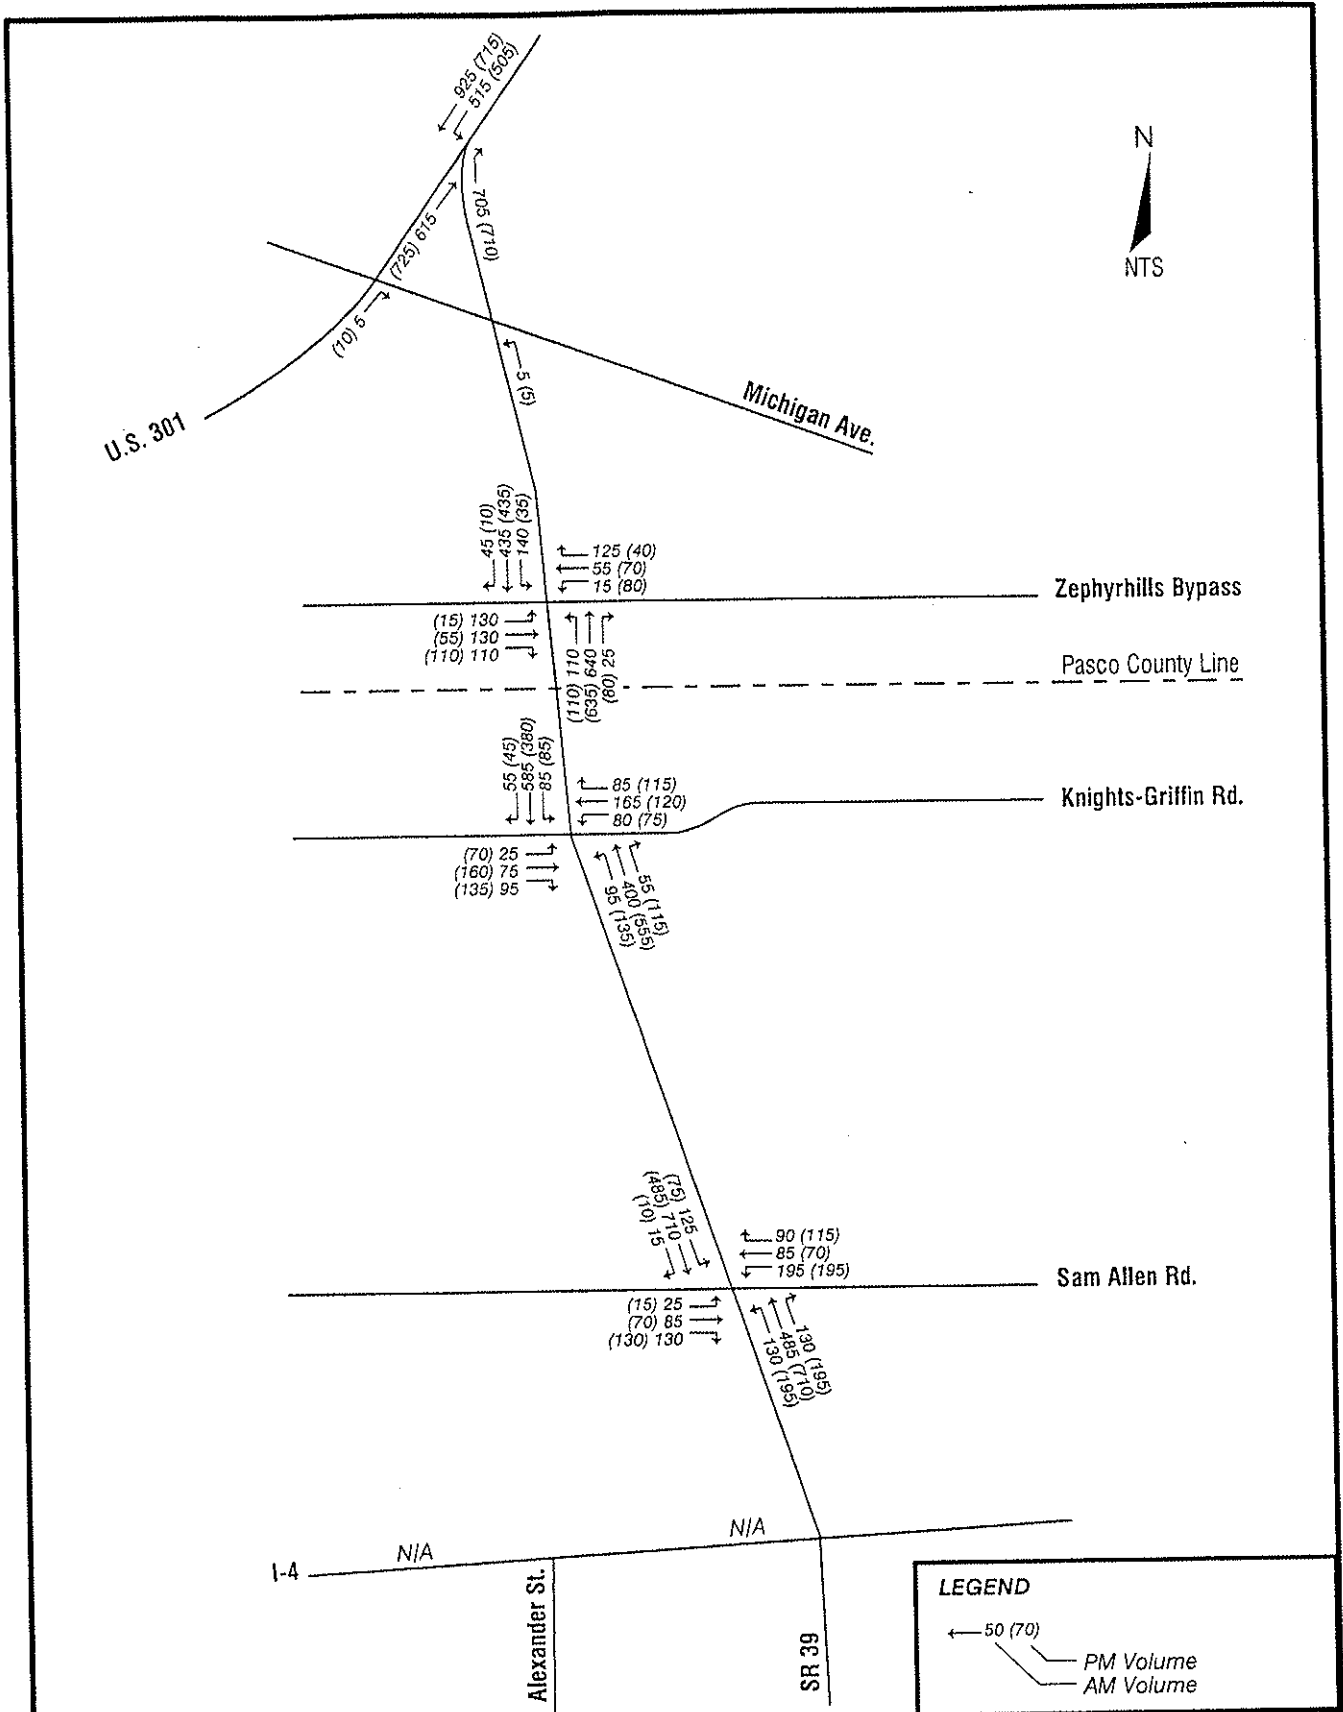 925 (715)
515 (505)
N
NTS
705 (710)
(725) 615
(10) 5
5 (5)
U.S. 301
Michigan Ave.
45 (10)
435 (435)
140 (35)
125 (40)
55 (70)
15 (80)
Zephyrhills Bypass
(15) 130
(55) 130
(110) 110
(110) 110
(635) 640
(80) 25
Pasco County Line
55 (45)
585 (380)
85 (85)
85 (115)
165 (120)
80 (75)
Knights-Griffin Rd.
(70) 25
(160) 75
(135) 95
55 (115)
400 (555)
95 (135)
(75) 125
(485) 710
(10) 15
90 (115)
85 (70)
195 (195)
Sam Allen Rd.
(15) 25
(70) 85
(130) 130
130 (195)
485 (710)
130 (195)
N/A
N/A
I-4
Alexander St.
SR 39
LEGEND
50 (70)
PM Volume
AM Volume